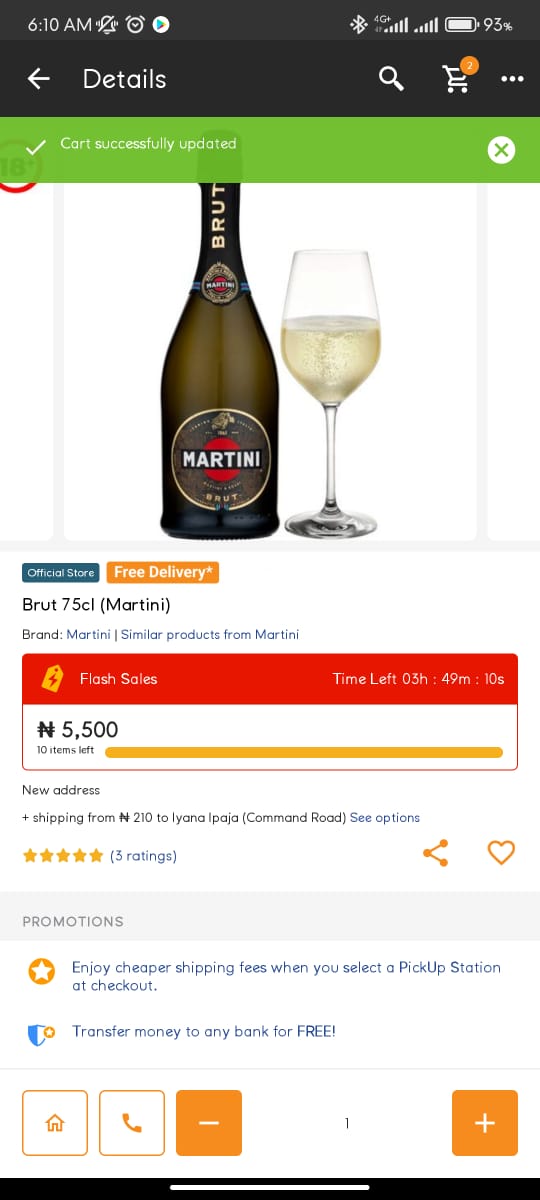 6:10 AM
4G+
93%
Details
2
Cart successfully updated
18+
BRUT
MARTINI
MARTINI
BRUT
Official Store
Free Delivery*
Brut 75cl (Martini)
Brand: Martini | Similar products from Martini
Flash Sales
Time Left 03h : 49m : 10s
₦ 5,500
10 items left
New address
+ shipping from ₦ 210 to Iyana Ipaja (Command Road) See options
(3 ratings)
PROMOTIONS
Enjoy cheaper shipping fees when you select a PickUp Station
at checkout.
Transfer money to any bank for FREE!
1